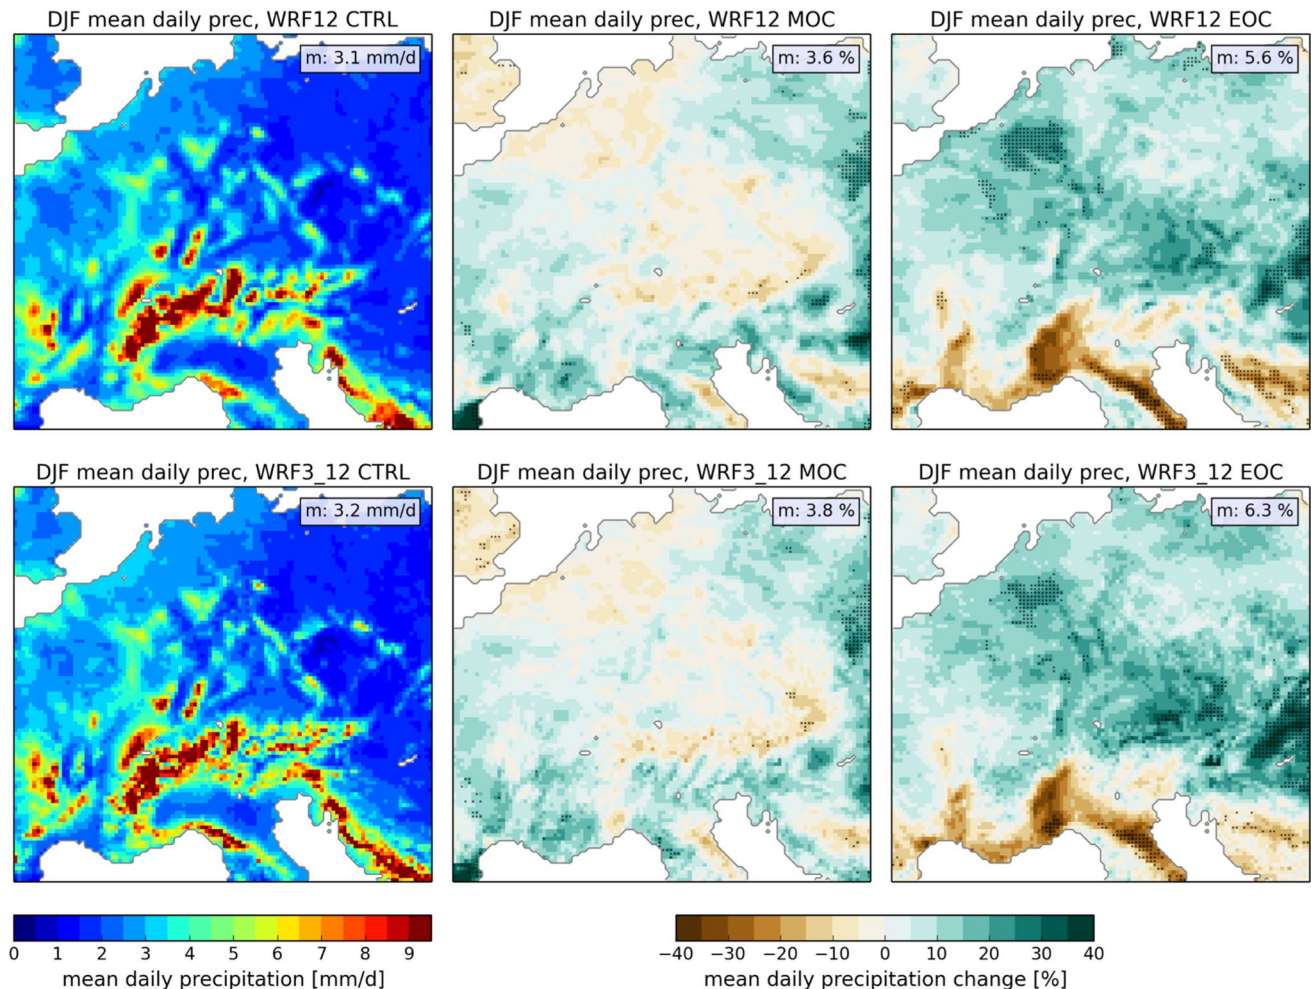 DJF mean daily prec, WRF12 CTRL
m: 3.1 mm/d
DJF mean daily prec, WRF12 MOC
m: 3.6 %
DJF mean daily prec, WRF12 EOC
m: 5.6 %
DJF mean daily prec, WRF3_12 CTRL
m: 3.2 mm/d
DJF mean daily prec, WRF3_12 MOC
m: 3.8 %
DJF mean daily prec, WRF3_12 EOC
m: 6.3 %
0 1 2 3 4 5 6 7 8 9
mean daily precipitation [mm/d]
−40 −30 −20 −10 0 10 20 30 40
mean daily precipitation change [%]